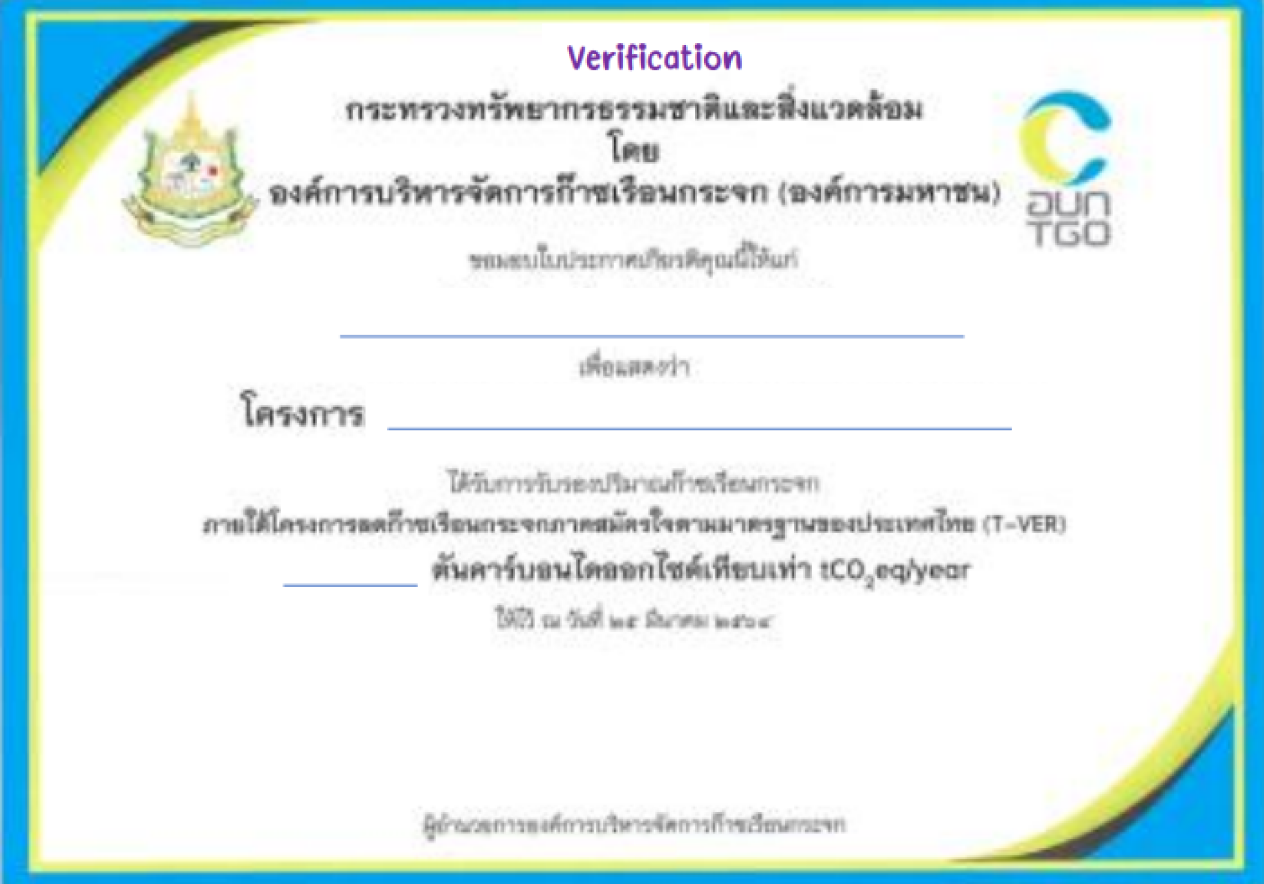 Verification
กระทรวงทรัพยากรธรรมชาติและสิ่งแวดล้อม
โดย
องค์การบริหารจัดการก๊าซเรือนกระจก (องค์การมหาชน)
อบก
TGO
ขอมอบใบประกาศเกียรติคุณนี้ให้แก่
เพื่อแสดงว่า
โครงการ
ได้รับการรับรองปริมาณก๊าซเรือนกระจก
ภายใต้โครงการลดก๊าซเรือนกระจกภาคสมัครใจตามมาตรฐานของประเทศไทย (T-VER)
ตันคาร์บอนไดออกไซด์เทียบเท่า tCO₂eq/year
ให้ไว้ ณ วันที่ ๒๕ มีนาคม ๒๕๖๔
ผู้อำนวยการองค์การบริหารจัดการก๊าซเรือนกระจก